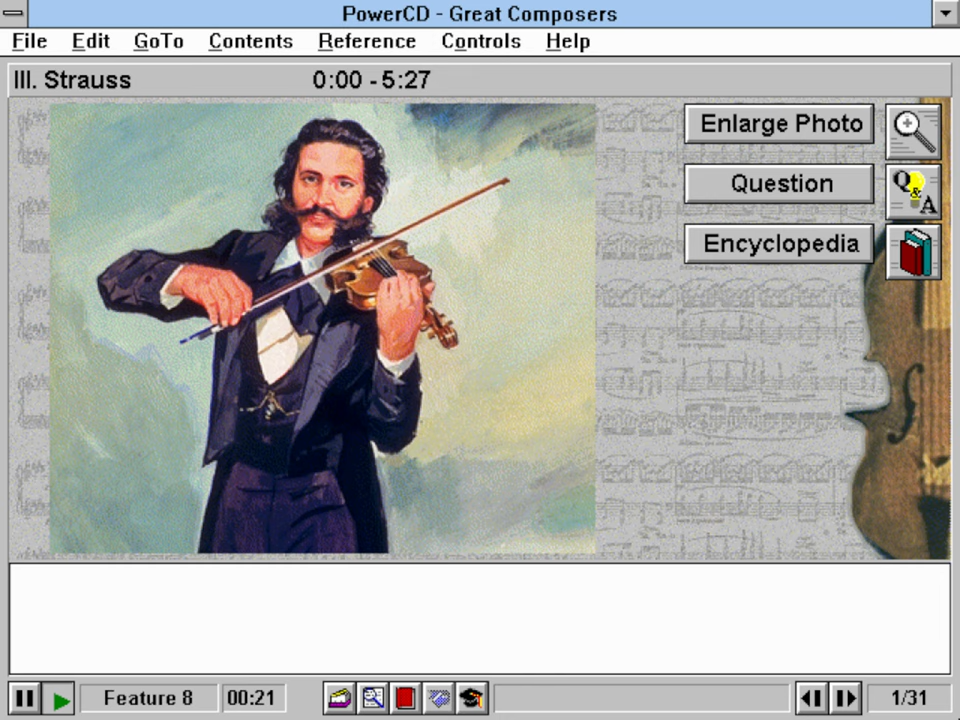 PowerCD - Great Composers
File Edit GoTo Contents Reference Controls Help
III. Strauss 0:00 - 5:27
Enlarge Photo
Question
Q & A
Encyclopedia
Feature 8 00:21 1/31